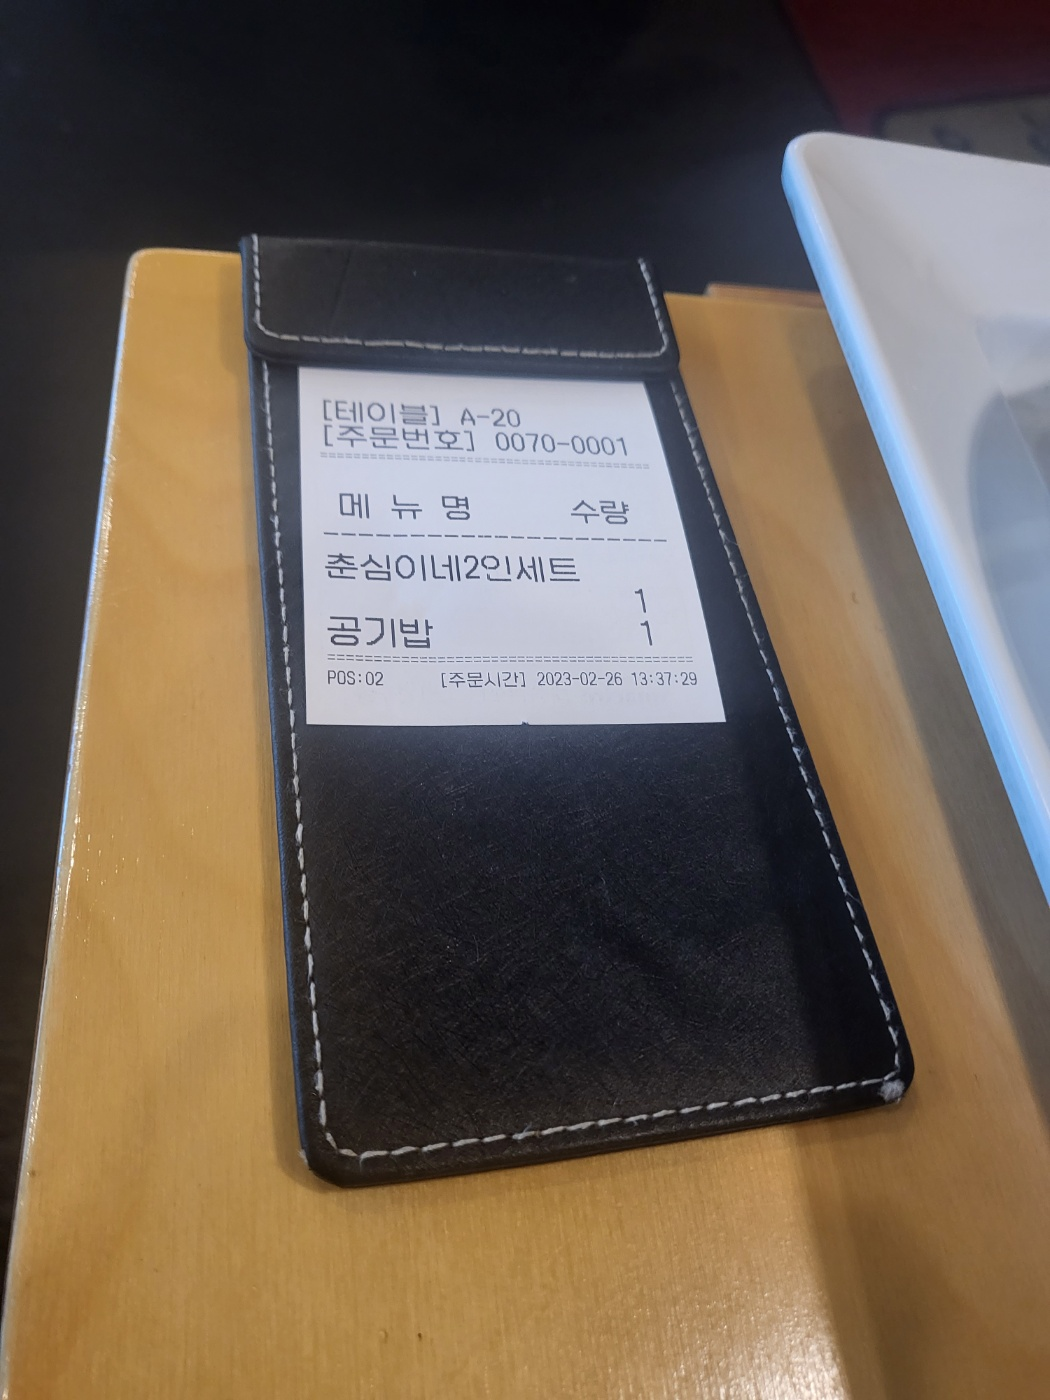 [테이블] A-20
[주문번호] 0070-0001
메 뉴 명 수량
춘심이네2인세트
1
공기밥 1
POS:02 [주문시간] 2023-02-26 13:37:29